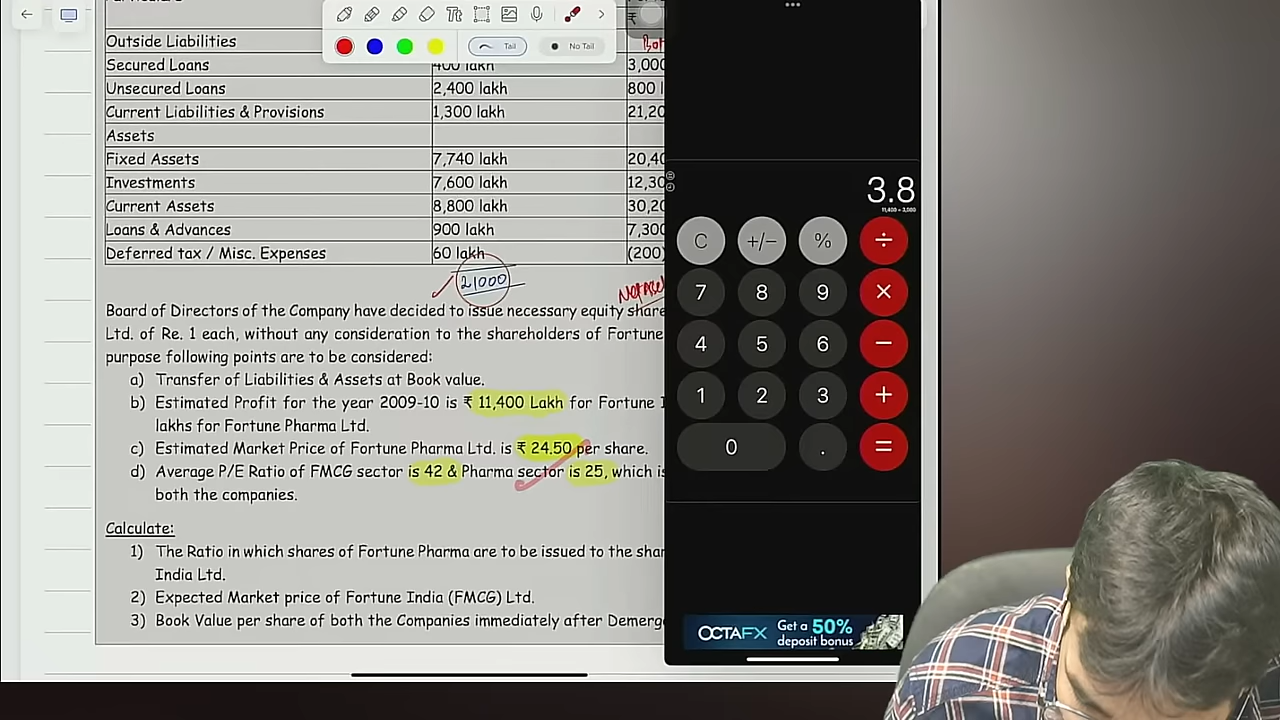 Tt
Tail
No Tail
₹
Outside Liabilities
Secured Loans 400 lakh 3,000
Unsecured Loans 2,400 lakh 800 l
Current Liabilities & Provisions 1,300 lakh 21,20
Assets
Fixed Assets 7,740 lakh 20,40
Investments 7,600 lakh 12,30
Current Assets 8,800 lakh 30,20
Loans & Advances 900 lakh 7,300
Deferred tax / Misc. Expenses 60 lakh (200)
21000
Board of Directors of the Company have decided to issue necessary equity share
Ltd. of Re. 1 each, without any consideration to the shareholders of Fortune
purpose following points are to be considered:
a) Transfer of Liabilities & Assets at Book value.
b) Estimated Profit for the year 2009-10 is ₹ 11,400 Lakh for Fortune I
lakhs for Fortune Pharma Ltd.
c) Estimated Market Price of Fortune Pharma Ltd. is ₹ 24.50 per share.
d) Average P/E Ratio of FMCG sector is 42 & Pharma sector is 25, which is
both the companies.
Calculate:
1) The Ratio in which shares of Fortune Pharma are to be issued to the shar
India Ltd.
2) Expected Market price of Fortune India (FMCG) Ltd.
3) Book Value per share of both the Companies immediately after Demerge
3.8
C +/− % ÷
7 8 9 ×
4 5 6 −
1 2 3 +
0 . =
OCTAFX Get a 50%
deposit bonus